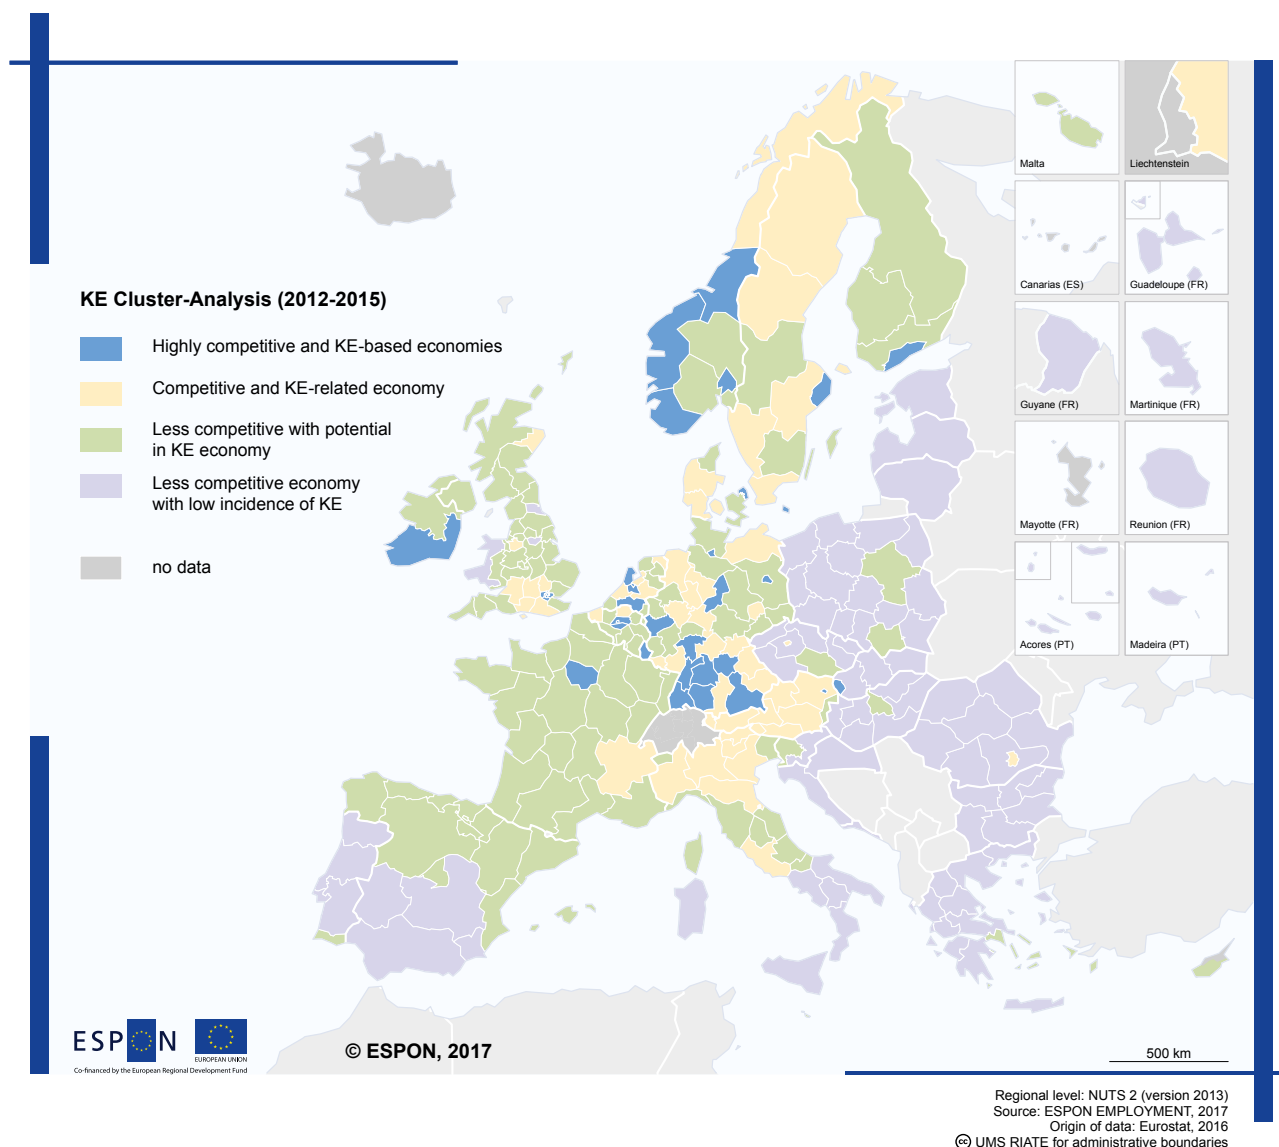 Malta
Liechtenstein
Canarias (ES)
Guadeloupe (FR)
KE Cluster-Analysis (2012-2015)
Highly competitive and KE-based economies
Competitive and KE-related economy
Less competitive with potential
in KE economy
Less competitive economy
with low incidence of KE
no data
Guyane (FR)
Martinique (FR)
Mayotte (FR)
Reunion (FR)
Acores (PT)
Madeira (PT)
ESPON
EUROPEAN UNION
Co-financed by the European Regional Development Fund
© ESPON, 2017
500 km
Regional level: NUTS 2 (version 2013)
Source: ESPON EMPLOYMENT, 2017
Origin of data: Eurostat, 2016
UMS RIATE for administrative boundaries